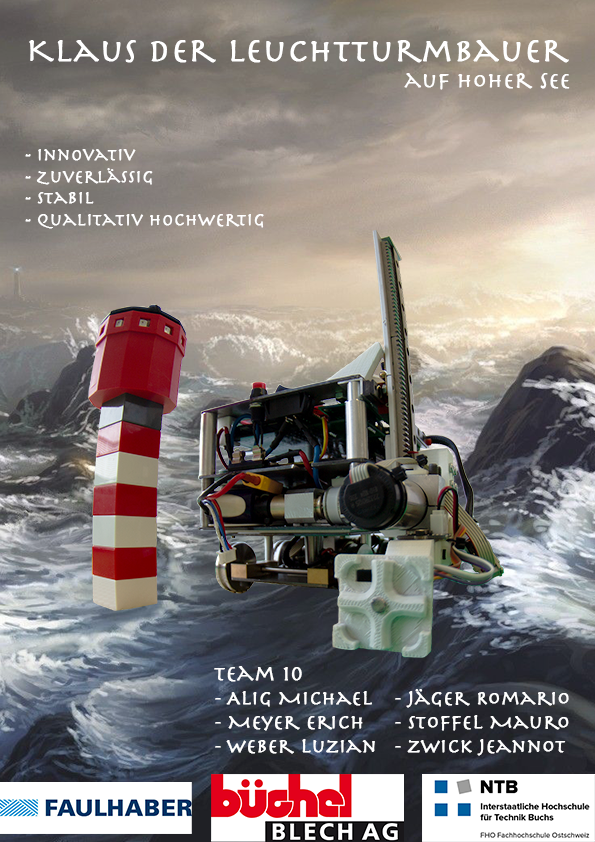 Klaus der Leuchtturmbauer
auf hoher See
- Innovativ
- Zuverlässig
- Stabil
- Qualitativ hochwertig
Team 10
- Alig Michael
- Meyer Erich
- Weber Luzian
- Jäger Romario
- Stoffel Mauro
- Zwick Jeannot
FAULHABER
büchel
BLECH AG
NTB
Interstaatliche Hochschule
für Technik Buchs
FHO Fachhochschule Ostschweiz